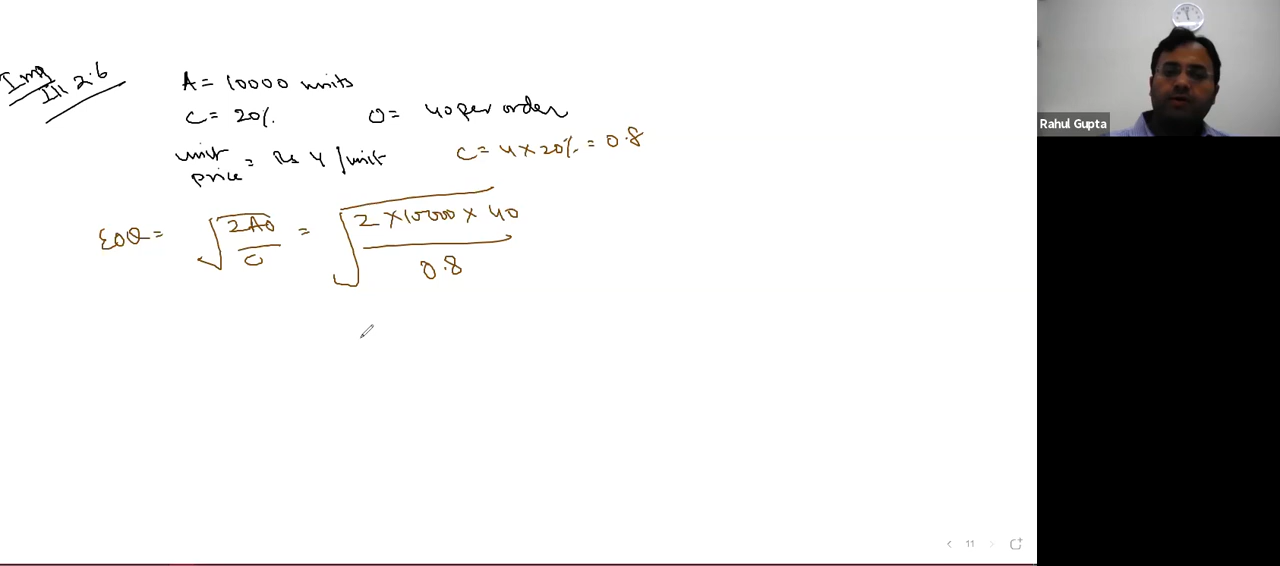 Imp
Ill 2.6
A = 10000 units
C = 20%. O = 40 per order
unit price = Rs 4 /unit C = 4 × 20% = 0.8
EOQ = √2AO/C = √2 × 10000 × 40/0.8
Rahul Gupta
11